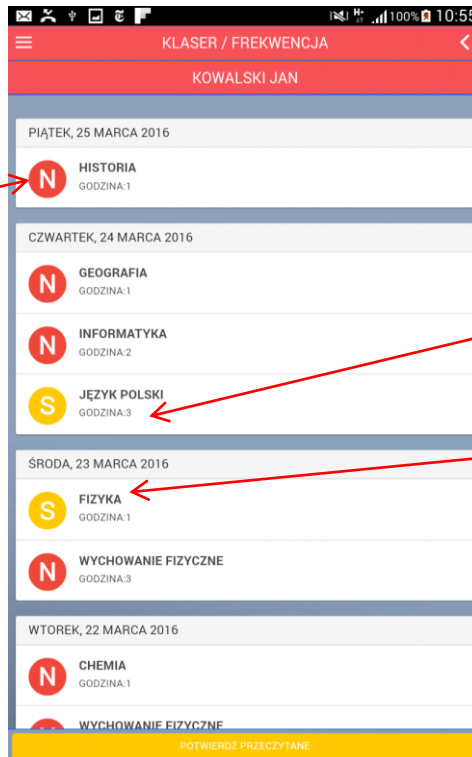 100% 10:55
KLASER / FREKWENCJA
KOWALSKI JAN
PIĄTEK, 25 MARCA 2016
N HISTORIA
GODZINA:1
CZWARTEK, 24 MARCA 2016
N GEOGRAFIA
GODZINA:1
N INFORMATYKA
GODZINA:2
S JĘZYK POLSKI
GODZINA:3
ŚRODA, 23 MARCA 2016
S FIZYKA
GODZINA:1
N WYCHOWANIE FIZYCZNE
GODZINA:3
WTOREK, 22 MARCA 2016
N CHEMIA
GODZINA:1
WYCHOWANIE FIZYCZNE
POTWIERDŹ PRZECZYTANE